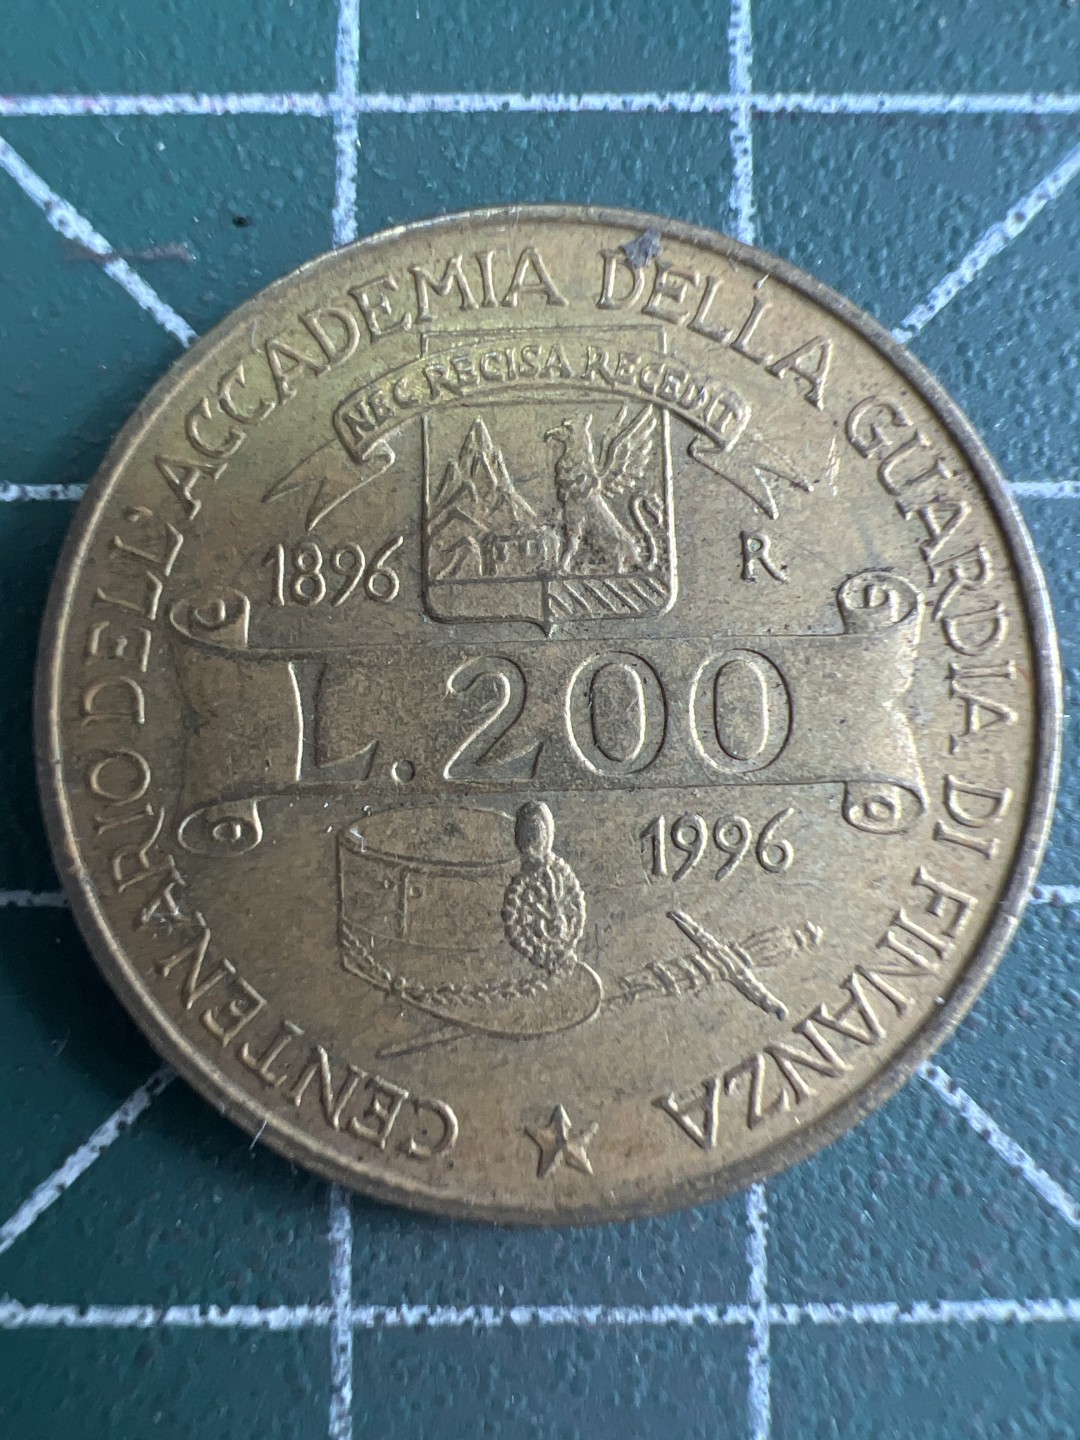 CENTENARIO DELL'ACCADEMIA DELLA GUARDIA DI FINANZA
NEC RECISA RECEDIT
1896
R
L.200
1996